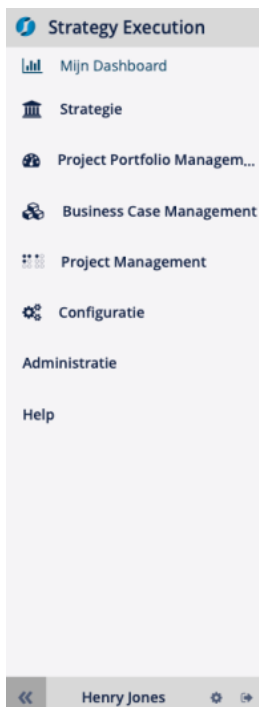 Strategy Execution
Mijn Dashboard
Strategie
Project Portfolio Managem...
Business Case Management
Project Management
Configuratie
Administratie
Help
Henry Jones